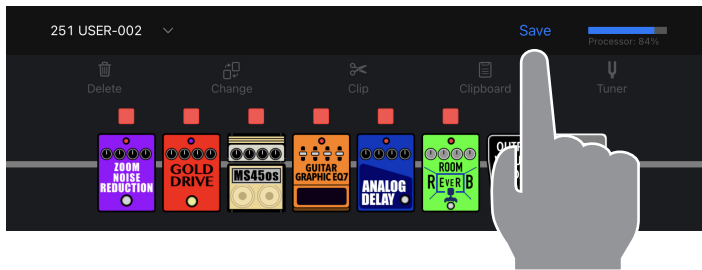 251 USER-002
Save
Processor: 84%
Delete
Change
Clip
Clipboard
Tuner
ZOOM
NOISE
REDUCTION
GOLD
DRIVE
MS45os
GUITAR
GRAPHIC EQ7
ANALOG
DELAY
ROOM
REVERB